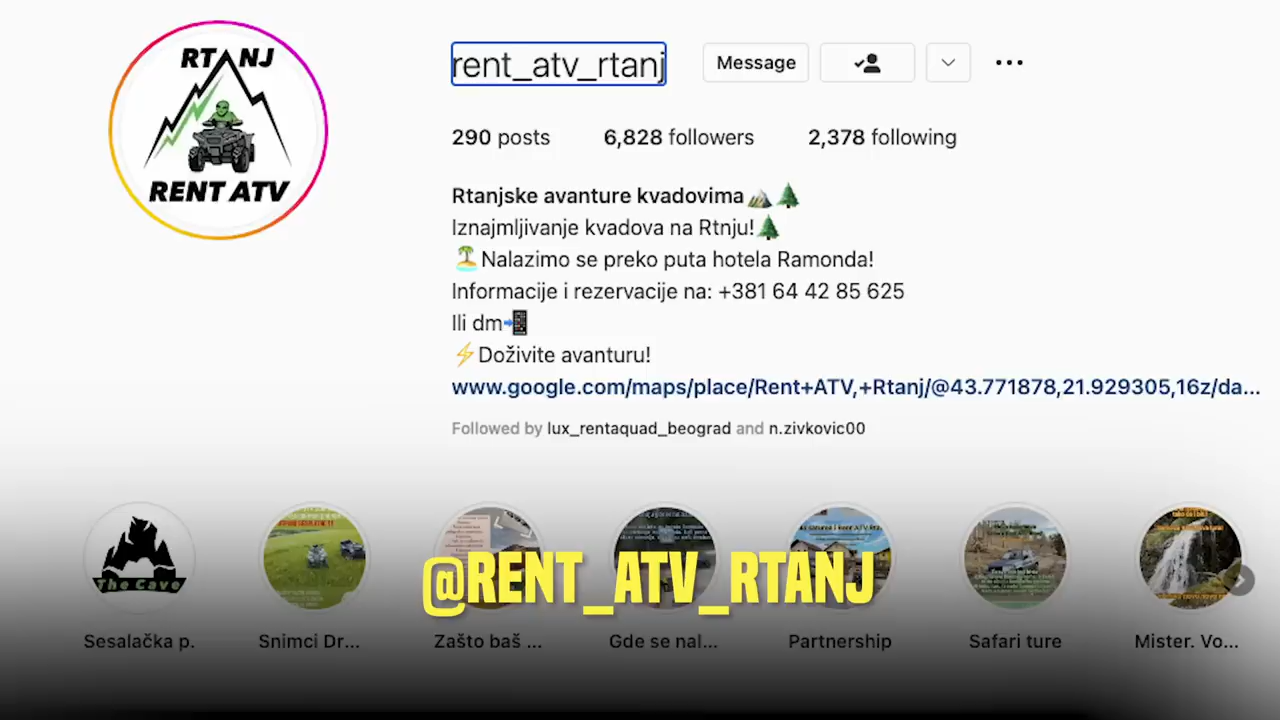 RTANJ
RENT ATV
rent_atv_rtanj
Message
290 posts 6,828 followers 2,378 following
Rtanjske avanture kvadovima⛰️🌲
Iznajmljivanje kvadova na Rtnju!🌲
🏝️Nalazimo se preko puta hotela Ramonda!
Informacije i rezervacije na: +381 64 42 85 625
Ili dm📲
⚡Doživite avanturu!
www.google.com/maps/place/Rent+ATV,+Rtanj/@43.771878,21.929305,16z/da...
Followed by lux_rentaquad_beograd and n.zivkovic00
The Cave
@RENT_ATV_RTANJ
Sesalačka p. Snimci Dr... Zašto baš ... Gde se nal... Partnership Safari ture Mister. Vo...